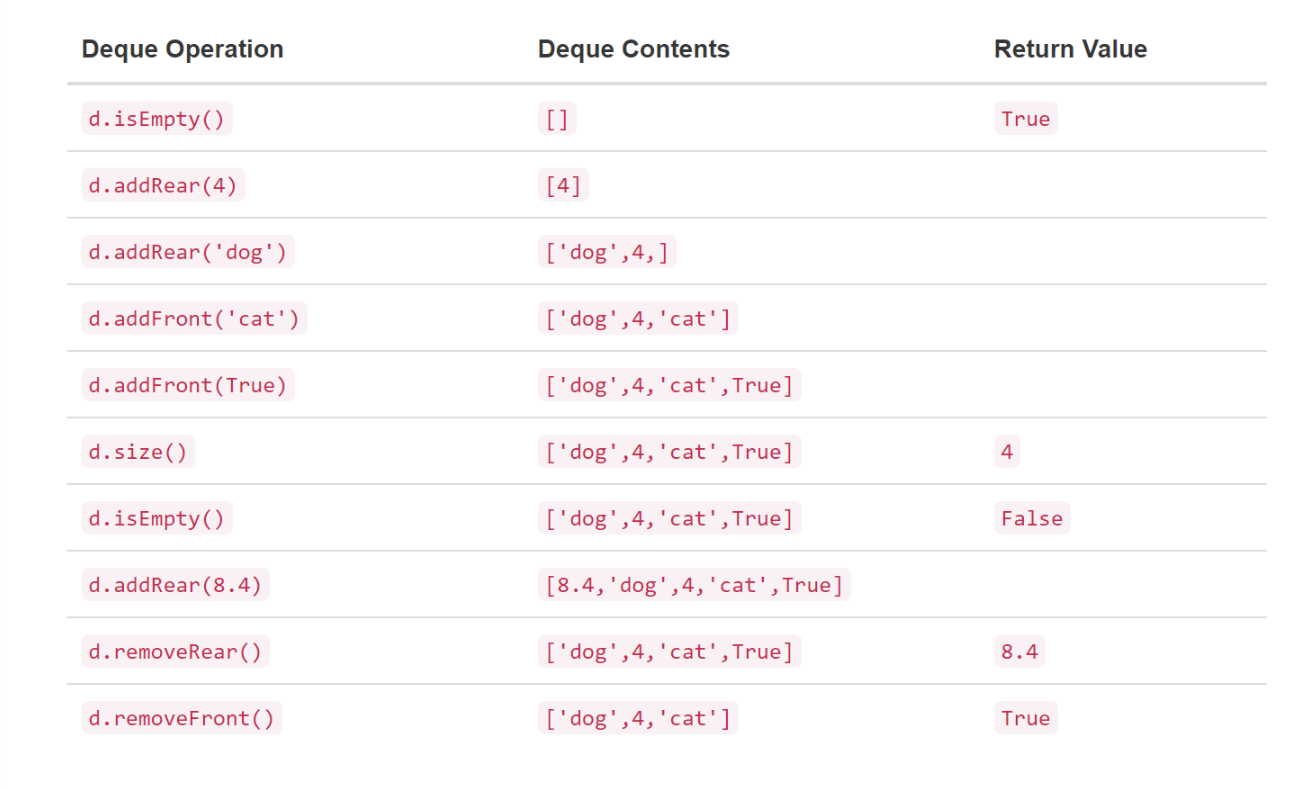 Deque Operation Deque Contents Return Value
d.isEmpty() [] True
d.addRear(4) [4]
d.addRear('dog') ['dog',4,]
d.addFront('cat') ['dog',4,'cat']
d.addFront(True) ['dog',4,'cat',True]
d.size() ['dog',4,'cat',True] 4
d.isEmpty() ['dog',4,'cat',True] False
d.addRear(8.4) [8.4,'dog',4,'cat',True]
d.removeRear() ['dog',4,'cat',True] 8.4
d.removeFront() ['dog',4,'cat'] True